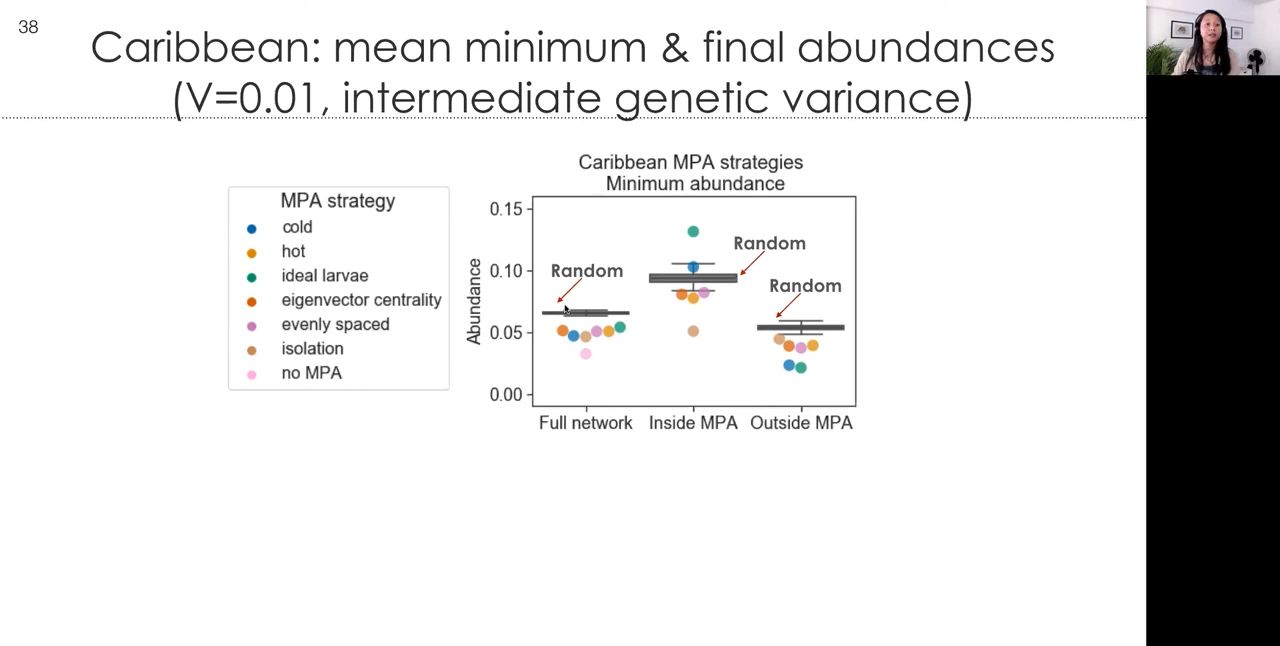 38
Caribbean: mean minimum & final abundances
(V=0.01, intermediate genetic variance)
MPA strategy
cold
hot
ideal larvae
eigenvector centrality
evenly spaced
isolation
no MPA
Caribbean MPA strategies
Minimum abundance
Abundance
0.15
0.10
0.05
0.00
Random
Random
Random
Full network
Inside MPA
Outside MPA